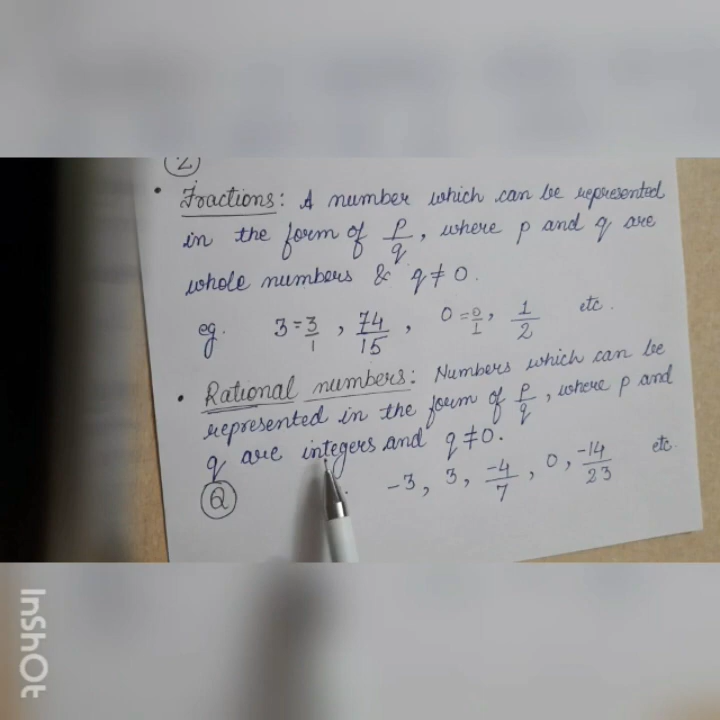 Z
• Fractions: A number which can be represented
in the form of p/q, where p and q are
whole numbers & q ≠ 0.
eg. 3 = 3/1, 74/15, 0 = 0/1, 1/2 etc.
• Rational numbers: Numbers which can be
represented in the form of p/q, where p and
q are integers and q ≠ 0.
Q -3, 3, -4/7, 0, -14/23 etc.
InShOt